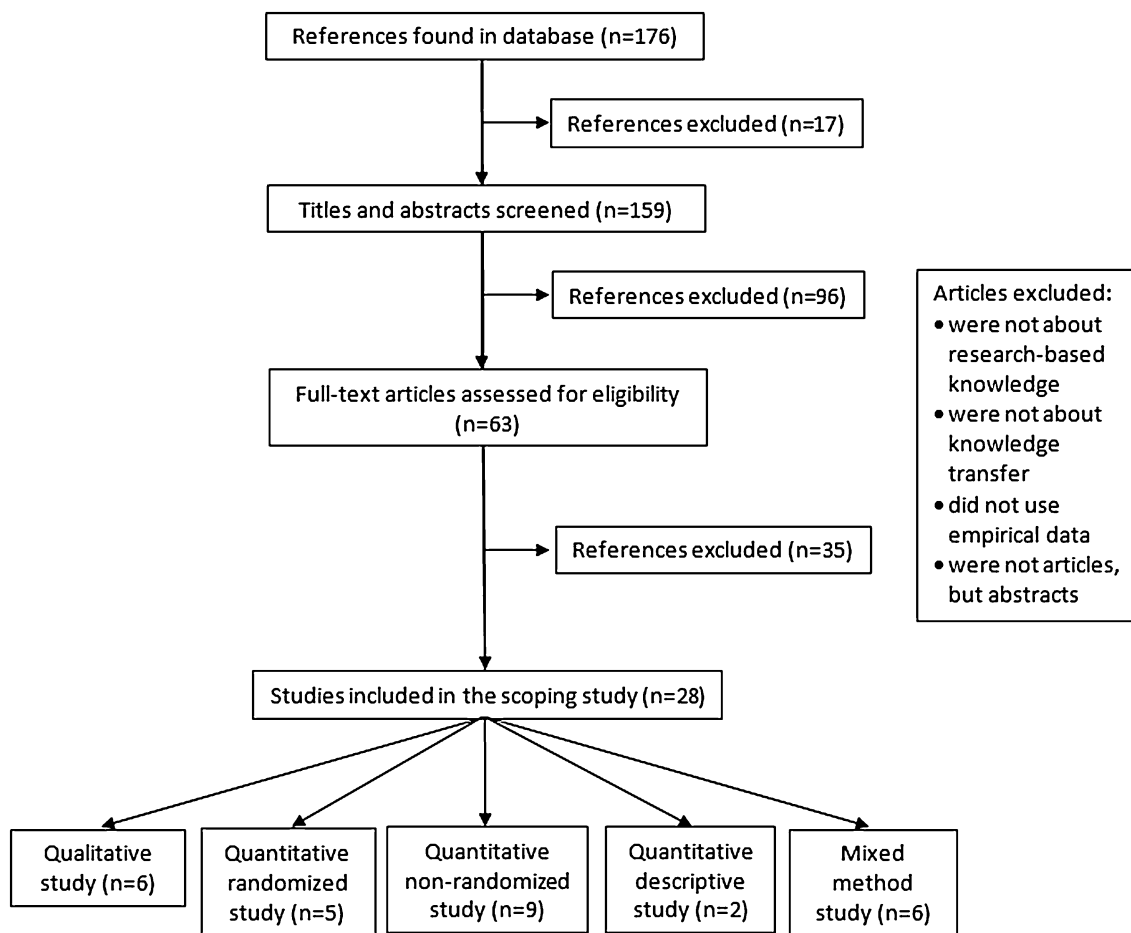 References found in database (n=176)
References excluded (n=17)
Titles and abstracts screened (n=159)
References excluded (n=96)
Articles excluded:
• were not about
research-based
knowledge
• were not about
knowledge
transfer
• did not use
empirical data
• were not articles,
but abstracts
Full-text articles assessed for eligibility
(n=63)
References excluded (n=35)
Studies included in the scoping study (n=28)
Qualitative
study (n=6)
Quantitative
randomized
study (n=5)
Quantitative
non-randomized
study (n=9)
Quantitative
descriptive
study (n=2)
Mixed
method
study (n=6)